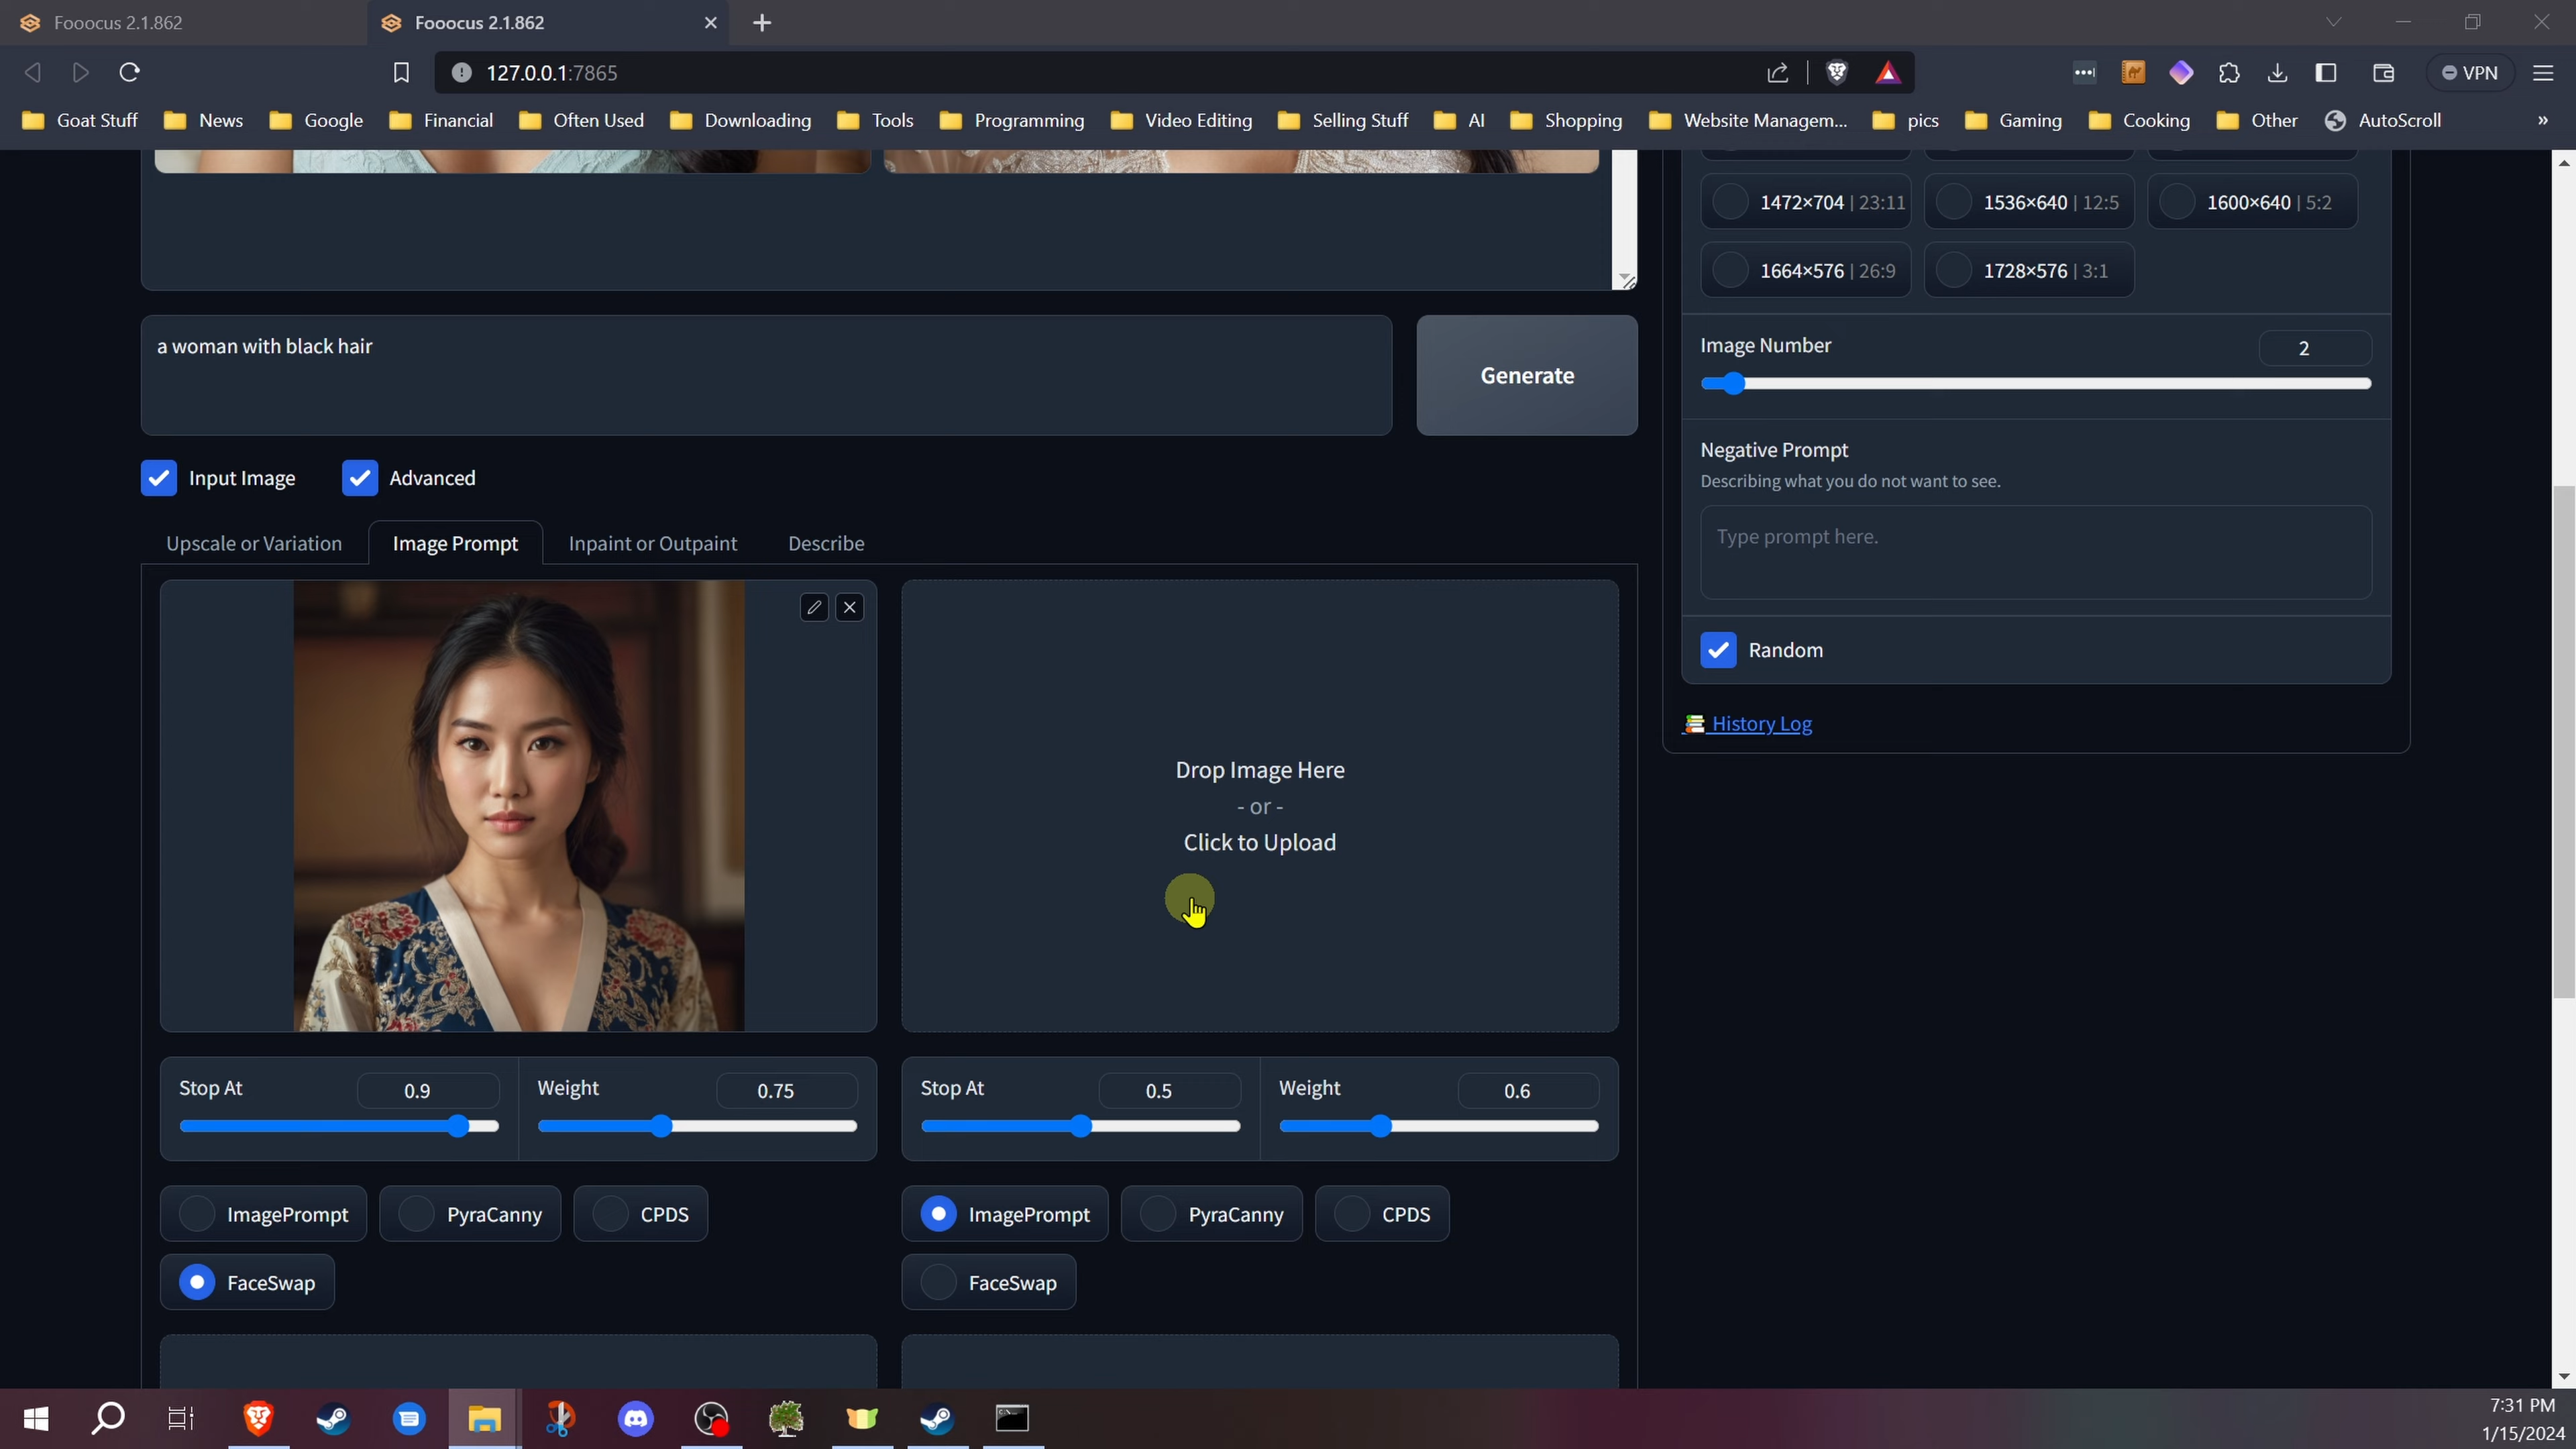 Fooocus 2.1.862
Fooocus 2.1.862
127.0.0.1:7865
VPN
Goat Stuff
News
Google
Financial
Often Used
Downloading
Tools
Programming
Video Editing
Selling Stuff
AI
Shopping
Website Managem...
pics
Gaming
Cooking
Other
AutoScroll
»
1472×704 | 23:11
1536×640 | 12:5
1600×640 | 5:2
1664×576 | 26:9
1728×576 | 3:1
a woman with black hair
Generate
Image Number
2
Input Image
Advanced
Negative Prompt
Describing what you do not want to see.
Type prompt here.
Upscale or Variation
Image Prompt
Inpaint or Outpaint
Describe
Random
History Log
Drop Image Here
- or -
Click to Upload
Stop At
0.9
Weight
0.75
Stop At
0.5
Weight
0.6
ImagePrompt
PyraCanny
CPDS
FaceSwap
ImagePrompt
PyraCanny
CPDS
FaceSwap
7:31 PM
1/15/2024